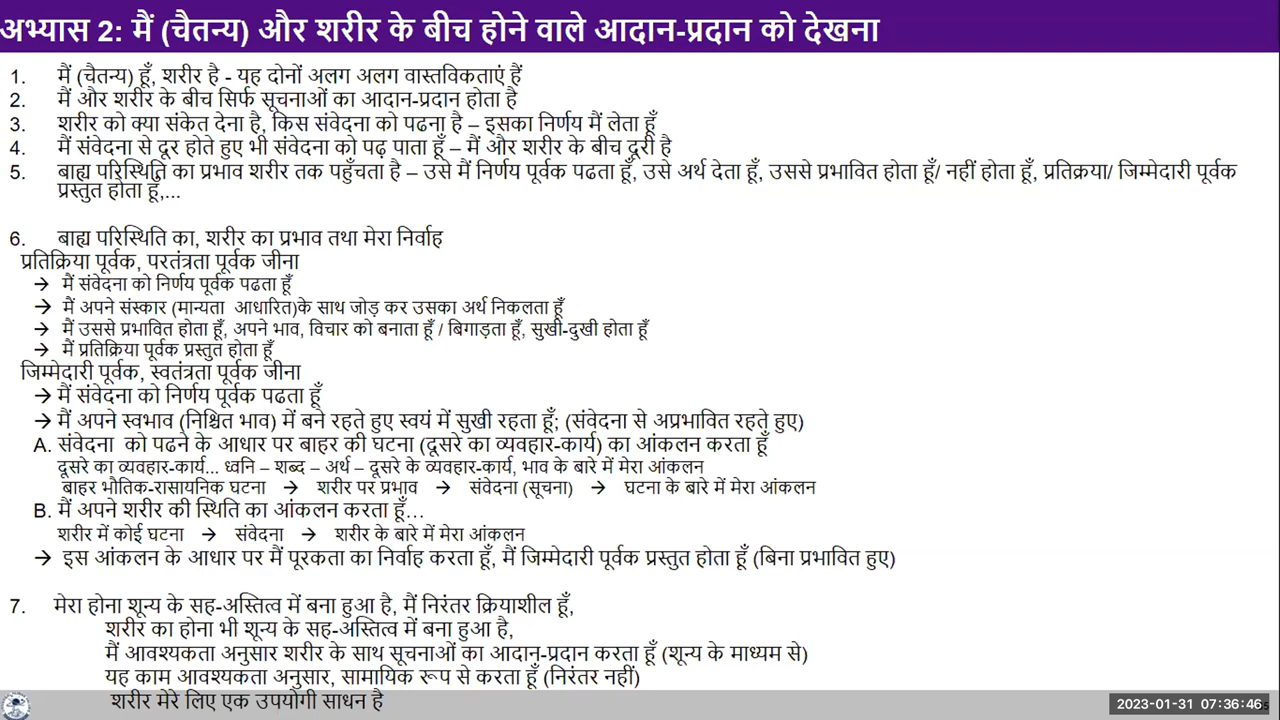 अभ्यास 2: मैं (चैतन्य) और शरीर के बीच होने वाले आदान-प्रदान को देखना
1. मैं (चैतन्य) हूँ, शरीर है - यह दोनों अलग अलग वास्तविकताएं हैं
2. मैं और शरीर के बीच सिर्फ सूचनाओं का आदान-प्रदान होता है
3. शरीर को क्या संकेत देना है, किस संवेदना को पढना है – इसका निर्णय मैं लेता हूँ
4. मैं संवेदना से दूर होते हुए भी संवेदना को पढ़ पाता हूँ – मैं और शरीर के बीच दूरी है
5. बाह्य परिस्थिति का प्रभाव शरीर तक पहुँचता है – उसे मैं निर्णय पूर्वक पढता हूँ, उसे अर्थ देता हूँ, उससे प्रभावित होता हूँ/ नहीं होता हूँ, प्रतिक्रया/ जिम्मेदारी पूर्वक
प्रस्तुत होता हूँ,...
6. बाह्य परिस्थिति का, शरीर का प्रभाव तथा मेरा निर्वाह
प्रतिक्रिया पूर्वक, परतंत्रता पूर्वक जीना
→ मैं संवेदना को निर्णय पूर्वक पढता हूँ
→ मैं अपने संस्कार (मान्यता आधारित)के साथ जोड़ कर उसका अर्थ निकलता हूँ
→ मैं उससे प्रभावित होता हूँ, अपने भाव, विचार को बनाता हूँ / बिगाड़ता हूँ, सुखी-दुखी होता हूँ
→ मैं प्रतिक्रिया पूर्वक प्रस्तुत होता हूँ
जिम्मेदारी पूर्वक, स्वतंत्रता पूर्वक जीना
→ मैं संवेदना को निर्णय पूर्वक पढता हूँ
→ मैं अपने स्वभाव (निश्चित भाव) में बने रहते हुए स्वयं में सुखी रहता हूँ; (संवेदना से अप्रभावित रहते हुए)
A. संवेदना को पढने के आधार पर बाहर की घटना (दूसरे का व्यवहार-कार्य) का आंकलन करता हूँ
दूसरे का व्यवहार-कार्य... ध्वनि – शब्द – अर्थ – दूसरे के व्यवहार-कार्य, भाव के बारे में मेरा आंकलन
बाहर भौतिक-रासायनिक घटना → शरीर पर प्रभाव → संवेदना (सूचना) → घटना के बारे में मेरा आंकलन
B. मैं अपने शरीर की स्थिति का आंकलन करता हूँ...
शरीर में कोई घटना → संवेदना → शरीर के बारे में मेरा आंकलन
→ इस आंकलन के आधार पर मैं पूरकता का निर्वाह करता हूँ, मैं जिम्मेदारी पूर्वक प्रस्तुत होता हूँ (बिना प्रभावित हुए)
7. मेरा होना शून्य के सह-अस्तित्व में बना हुआ है, मैं निरंतर क्रियाशील हूँ,
शरीर का होना भी शून्य के सह-अस्तित्व में बना हुआ है,
मैं आवश्यकता अनुसार शरीर के साथ सूचनाओं का आदान-प्रदान करता हूँ (शून्य के माध्यम से)
यह काम आवश्यकता अनुसार, सामायिक रूप से करता हूँ (निरंतर नहीं)
शरीर मेरे लिए एक उपयोगी साधन है
2023-01-31 07:36:46